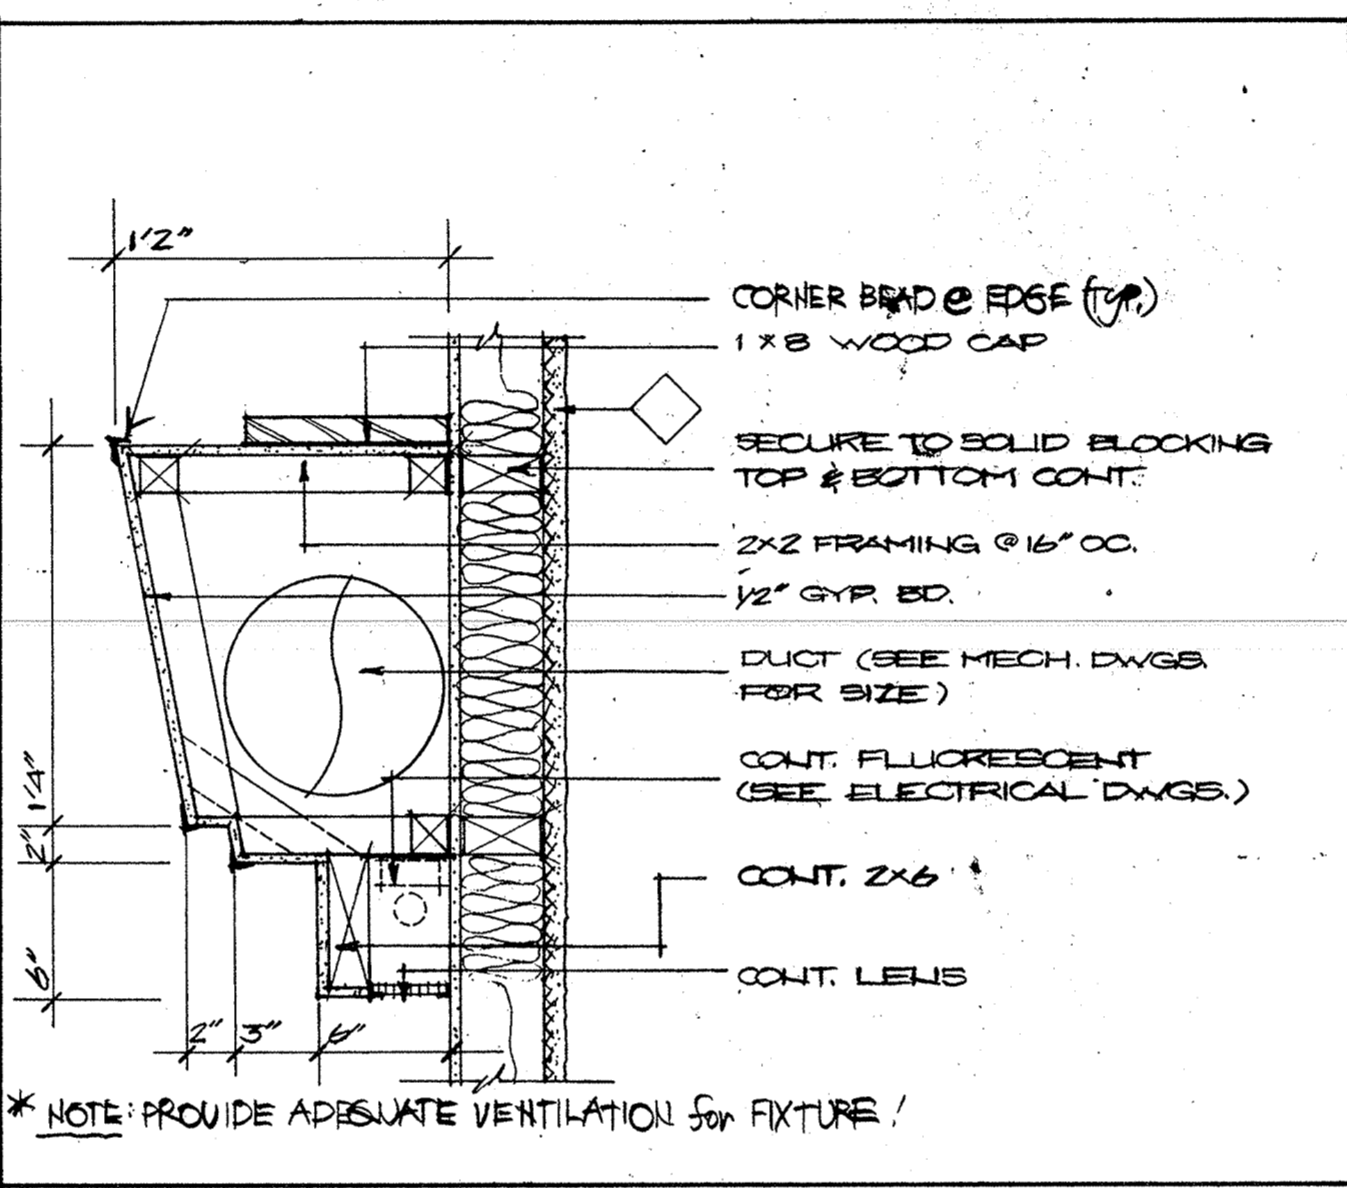 1'2"
CORNER BEAD @ EDGE (TYP.)
1 x 8 WOOD CAP
SECURE TO SOLID BLOCKING
TOP & BOTTOM CONT.
2x2 FRAMING @ 16" OC.
1/2" GYP. BD.
DUCT (SEE MECH. DWGS.
FOR SIZE)
CONT. FLUORESCENT
(SEE ELECTRICAL DWGS.)
CONT. 2x6
CONT. LENS
1'4"
2"
6"
2" 3" 6"
* NOTE: PROVIDE ADEQUATE VENTILATION for FIXTURE!